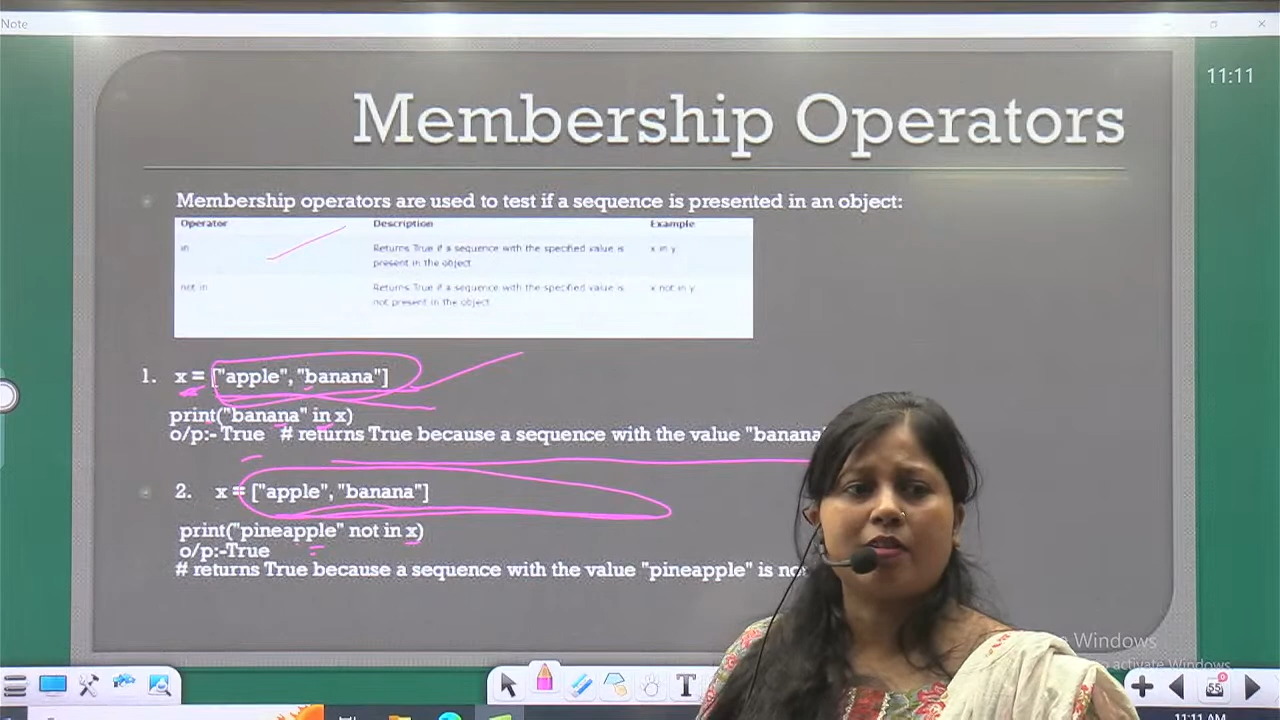 Note
11:11
Membership Operators
Membership operators are used to test if a sequence is presented in an object:
Operator Description Example
in Returns True if a sequence with the specified value is x in y
present in the object
not in Returns True if a sequence with the specified value is x not in y
not present in the object
1. x = ["apple", "banana"]
print("banana" in x)
o/p:- True # returns True because a sequence with the value "banana"
2. x = ["apple", "banana"]
print("pineapple" not in x)
o/p:-True
# returns True because a sequence with the value "pineapple" is not
Windows
activate Windows
T
55
11:11 AM